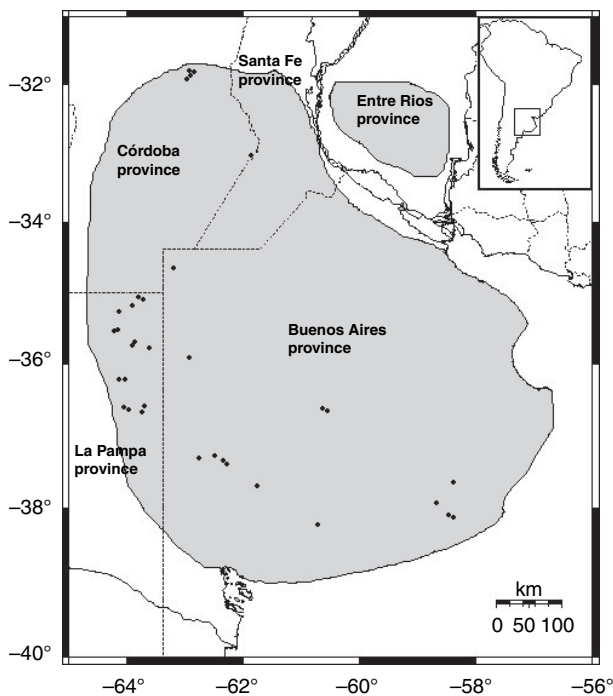 −32°
−34°
−36°
−38°
−40°
Santa Fe
province
Entre Rios
province
Córdoba
province
Buenos Aires
province
La Pampa
province
km
0 50 100
−64° −62° −60° −58° −56°